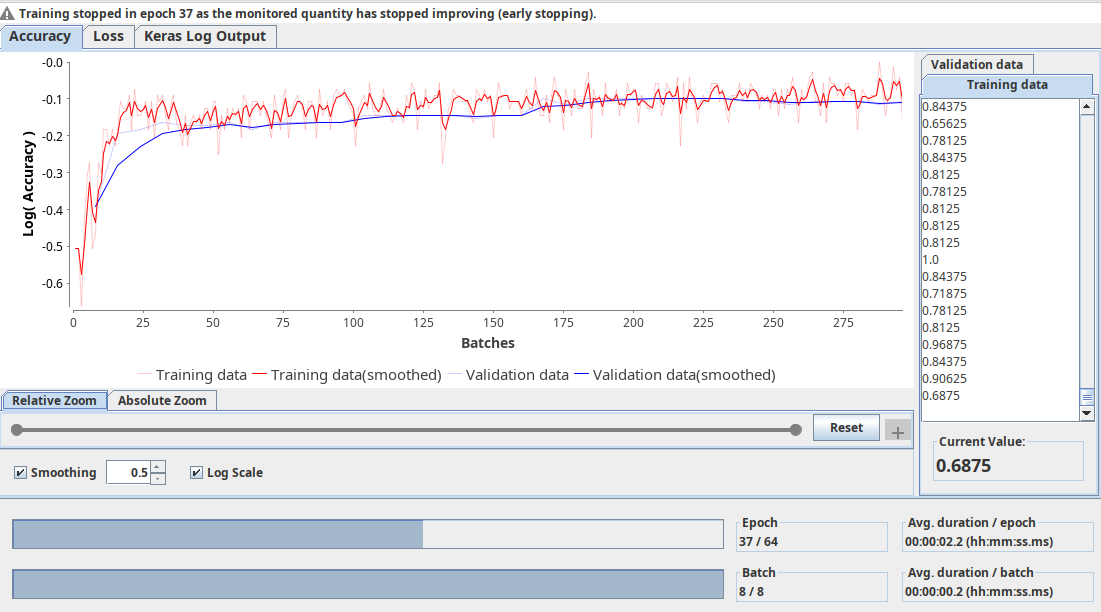 Training stopped in epoch 37 as the monitored quantity has stopped improving (early stopping).
Accuracy Loss Keras Log Output
-0.0
-0.1
-0.2
-0.3
-0.4
-0.5
-0.6
Log( Accuracy )
0 25 50 75 100 125 150 175 200 225 250 275
Batches
Training data Training data(smoothed) Validation data Validation data(smoothed)
Relative Zoom Absolute Zoom
Reset
+
Smoothing 0.5 Log Scale
Validation data
Training data
0.84375
0.65625
0.78125
0.84375
0.8125
0.78125
0.8125
0.8125
0.8125
1.0
0.84375
0.71875
0.78125
0.8125
0.96875
0.84375
0.90625
0.6875
Current Value:
0.6875
Epoch
37 / 64
Avg. duration / epoch
00:00:02.2 (hh:mm:ss.ms)
Batch
8 / 8
Avg. duration / batch
00:00:00.2 (hh:mm:ss.ms)